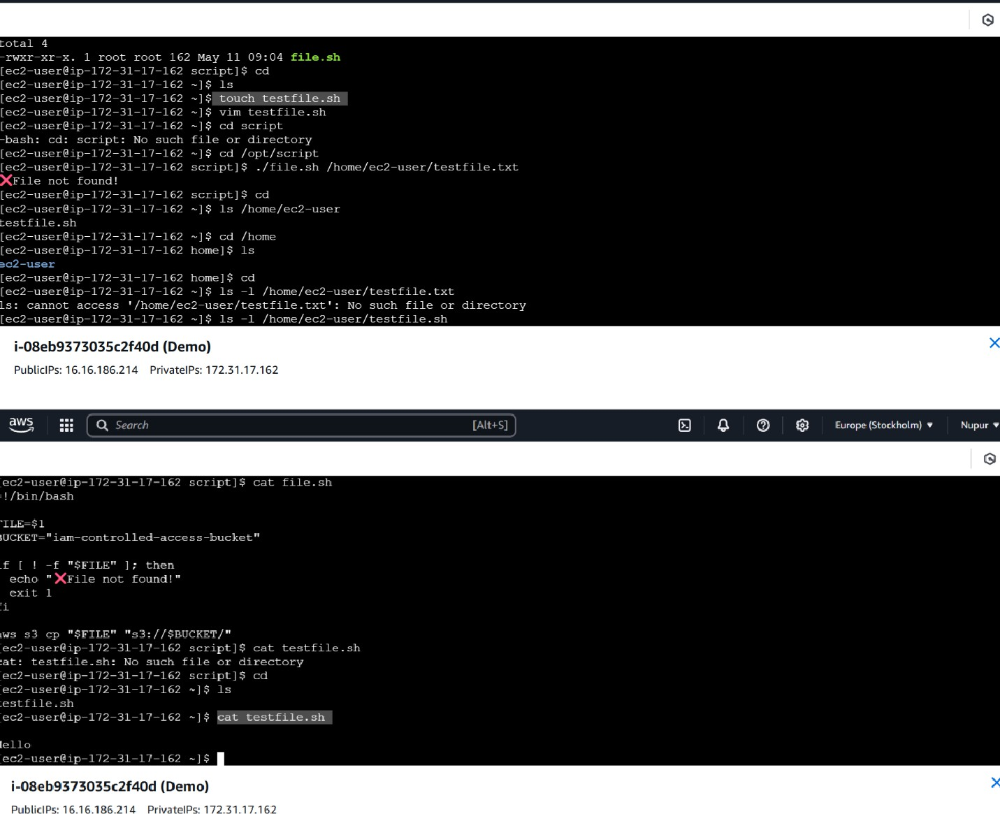 total 4
-rwxr-xr-x. 1 root root 162 May 11 09:04 file.sh
[ec2-user@ip-172-31-17-162 script]$ cd
[ec2-user@ip-172-31-17-162 ~]$ ls
[ec2-user@ip-172-31-17-162 ~]$ touch testfile.sh
[ec2-user@ip-172-31-17-162 ~]$ vim testfile.sh
[ec2-user@ip-172-31-17-162 ~]$ cd script
-bash: cd: script: No such file or directory
[ec2-user@ip-172-31-17-162 ~]$ cd /opt/script
[ec2-user@ip-172-31-17-162 script]$ ./file.sh /home/ec2-user/testfile.txt
❌File not found!
[ec2-user@ip-172-31-17-162 script]$ cd
[ec2-user@ip-172-31-17-162 ~]$ ls /home/ec2-user
testfile.sh
[ec2-user@ip-172-31-17-162 ~]$ cd /home
[ec2-user@ip-172-31-17-162 home]$ ls
ec2-user
[ec2-user@ip-172-31-17-162 home]$ cd
[ec2-user@ip-172-31-17-162 ~]$ ls -l /home/ec2-user/testfile.txt
ls: cannot access '/home/ec2-user/testfile.txt': No such file or directory
[ec2-user@ip-172-31-17-162 ~]$ ls -l /home/ec2-user/testfile.sh
i-08eb9373035c2f40d (Demo)
PublicIPs: 16.16.186.214 PrivateIPs: 172.31.17.162
aws Search [Alt+S] Europe (Stockholm) Nupur
[ec2-user@ip-172-31-17-162 script]$ cat file.sh
#!/bin/bash
FILE=$1
BUCKET="iam-controlled-access-bucket"
if [ ! -f "$FILE" ]; then
echo "❌File not found!"
exit 1
fi
aws s3 cp "$FILE" "s3://$BUCKET/"
[ec2-user@ip-172-31-17-162 script]$ cat testfile.sh
cat: testfile.sh: No such file or directory
[ec2-user@ip-172-31-17-162 script]$ cd
[ec2-user@ip-172-31-17-162 ~]$ ls
testfile.sh
[ec2-user@ip-172-31-17-162 ~]$ cat testfile.sh
Hello
[ec2-user@ip-172-31-17-162 ~]$
i-08eb9373035c2f40d (Demo)
PublicIPs: 16.16.186.214 PrivateIPs: 172.31.17.162